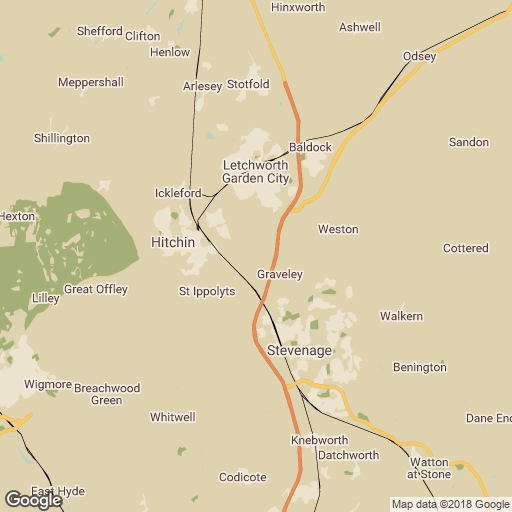 Hinxworth
Shefford
Clifton
Ashwell
Henlow
Odsey
Meppershall
Arlesey
Stotfold
Shillington
Baldock
Sandon
Letchworth
Garden City
Ickleford
Hexton
Weston
Hitchin
Cottered
Graveley
Great Offley
St Ippolyts
Lilley
Walkern
Stevenage
Benington
Wigmore
Breachwood
Green
Whitwell
Dane End
Knebworth
Datchworth
Watton
at Stone
Codicote
East Hyde
Google
Map data ©2018 Google